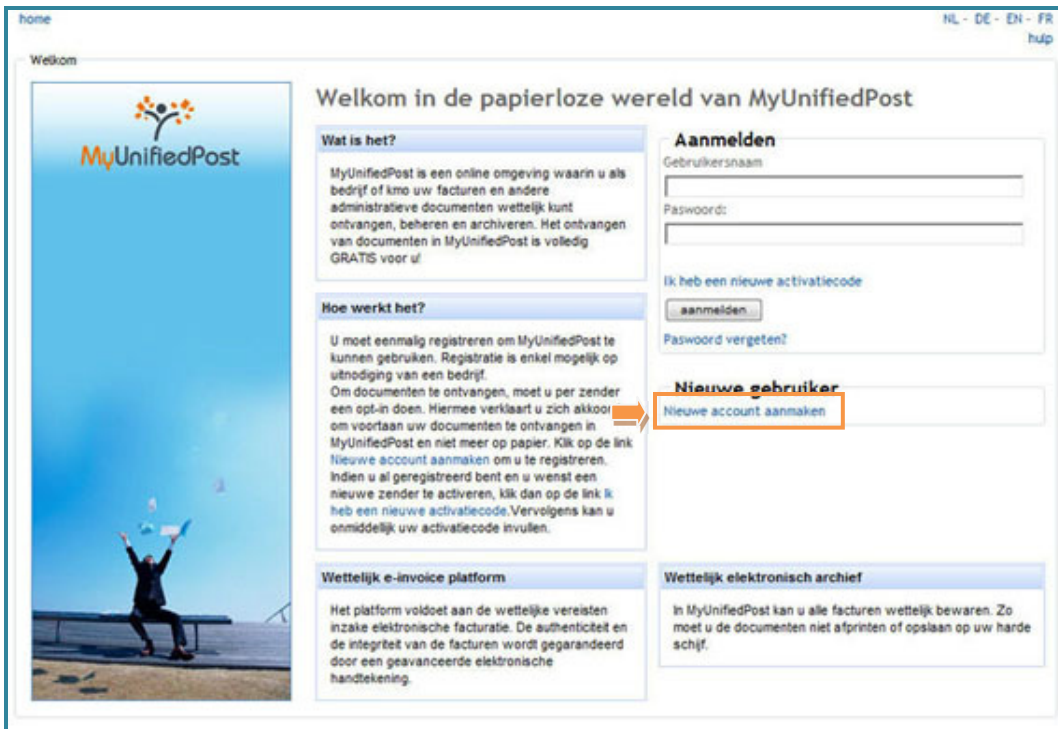 home
NL - DE - EN - FR
hulp
Welkom
MyUnifiedPost
Welkom in de papierloze wereld van MyUnifiedPost
Wat is het?
MyUnifiedPost is een online omgeving waarin u als
bedrijf of kmo uw facturen en andere
administratieve documenten wettelijk kunt
ontvangen, beheren en archiveren. Het ontvangen
van documenten in MyUnifiedPost is volledig
GRATIS voor u!
Hoe werkt het?
U moet eenmalig registreren om MyUnifiedPost te
kunnen gebruiken. Registratie is enkel mogelijk op
uitnodiging van een bedrijf.
Om documenten te ontvangen, moet u per zender
een opt-in doen. Hiermee verklaart u zich akkoor
om voortaan uw documenten te ontvangen in
MyUnifiedPost en niet meer op papier. Klik op de link
Nieuwe account aanmaken om u te registreren.
Indien u al geregistreerd bent en u wenst een
nieuwe zender te activeren, klik dan op de link Ik
heb een nieuwe activatiecode.Vervolgens kan u
onmiddellijk uw activatiecode invullen.
Aanmelden
Gebruikersnaam
Paswoord:
Ik heb een nieuwe activatiecode
aanmelden
Paswoord vergeten?
Nieuwe gebruiker
Nieuwe account aanmaken
Wettelijk e-invoice platform
Het platform voldoet aan de wettelijke vereisten
inzake elektronische facturatie. De authenticiteit en
de integriteit van de facturen wordt gegarandeerd
door een geavanceerde elektronische
handtekening.
Wettelijk elektronisch archief
In MyUnifiedPost kan u alle facturen wettelijk bewaren. Zo
moet u de documenten niet afprinten of opslaan op uw harde
schijf.